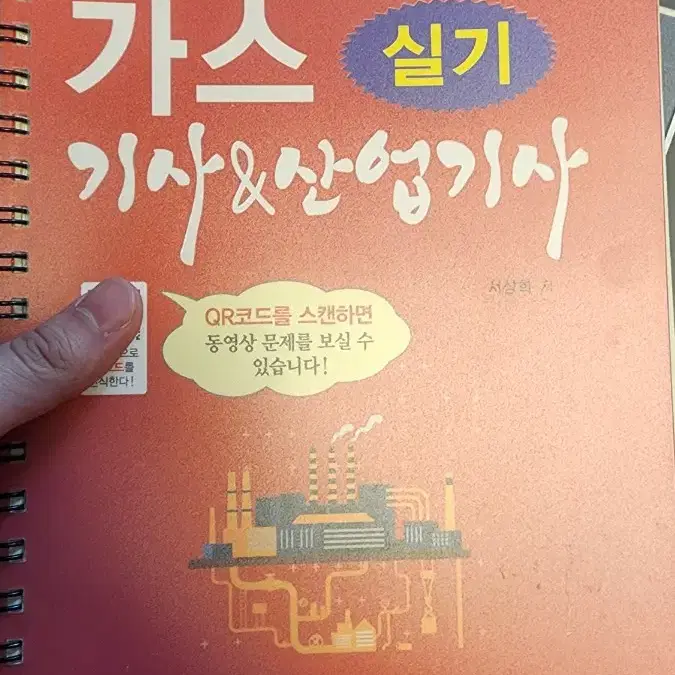 가스 실기
기사&산업기사
서상희 저
QR코드를 스캔하면
동영상 문제를 보실 수
있습니다!